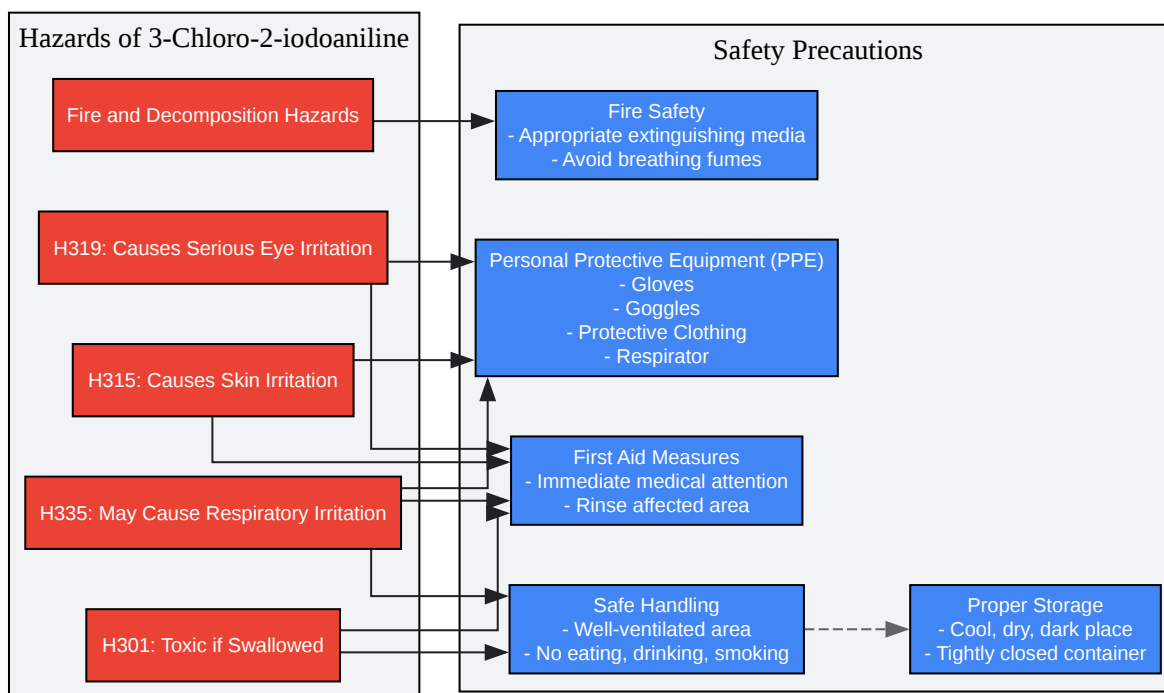 Hazards of 3-Chloro-2-iodoaniline
Fire and Decomposition Hazards
H319: Causes Serious Eye Irritation
H315: Causes Skin Irritation
H335: May Cause Respiratory Irritation
H301: Toxic if Swallowed
Safety Precautions
Fire Safety
- Appropriate extinguishing media
- Avoid breathing fumes
Personal Protective Equipment (PPE)
- Gloves
- Goggles
- Protective Clothing
- Respirator
First Aid Measures
- Immediate medical attention
- Rinse affected area
Safe Handling
- Well-ventilated area
- No eating, drinking, smoking
Proper Storage
- Cool, dry, dark place
- Tightly closed container